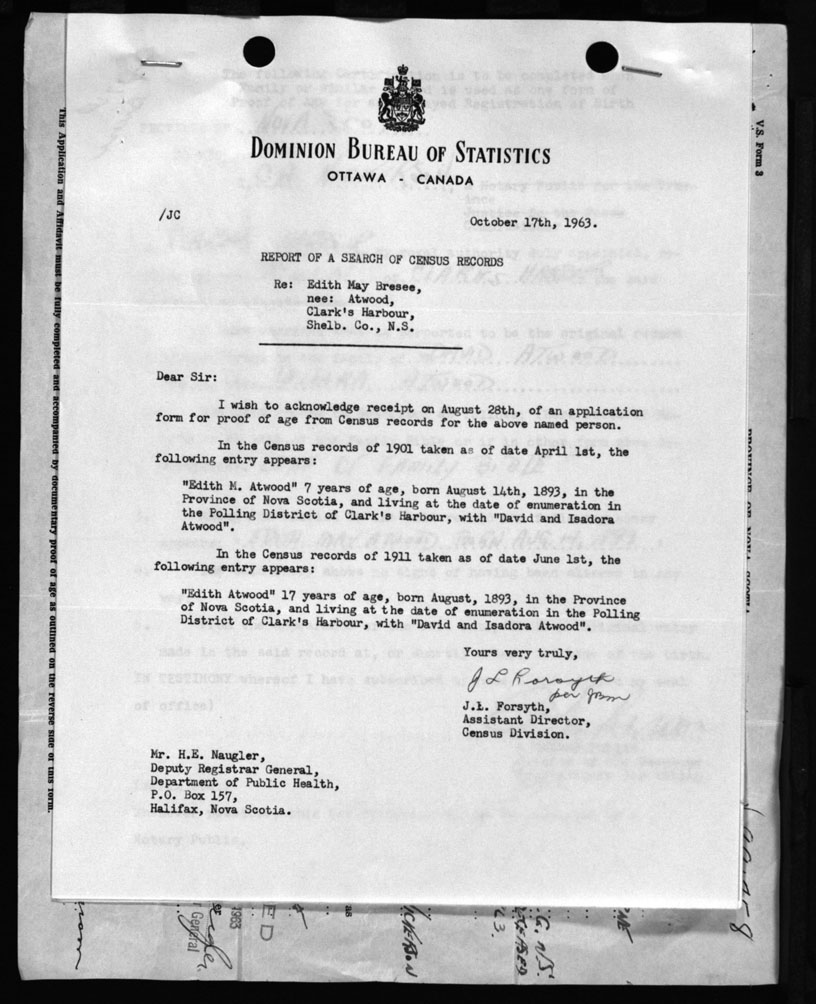 DOMINION BUREAU OF STATISTICS
OTTAWA - CANADA
/JC
October 17th, 1963.
REPORT OF A SEARCH OF CENSUS RECORDS
Re: Edith May Bresee,
nee: Atwood,
Clark's Harbour,
Shelb. Co., N.S.
Dear Sir:
I wish to acknowledge receipt on August 28th, of an application
form for proof of age from Census records for the above named person.
In the Census records of 1901 taken as of date April 1st, the
following entry appears:
"Edith M. Atwood" 7 years of age, born August 14th, 1893, in the
Province of Nova Scotia, and living at the date of enumeration in
the Polling District of Clark's Harbour, with "David and Isadora
Atwood".
In the Census records of 1911 taken as of date June 1st, the
following entry appears:
"Edith Atwood" 17 years of age, born August, 1893, in the Province
of Nova Scotia, and living at the date of enumeration in the Polling
District of Clark's Harbour, with "David and Isadora Atwood".
Yours very truly,
J L Forsyth
per
J.L. Forsyth,
Assistant Director,
Census Division.
Mr. H.E. Naugler,
Deputy Registrar General,
Department of Public Health,
P.O. Box 157,
Halifax, Nova Scotia.
This Application and Affidavit must be fully completed and accompanied by documentary proof of age as outlined on the reverse side of this form.
V.S. Form 3
General
1963
as